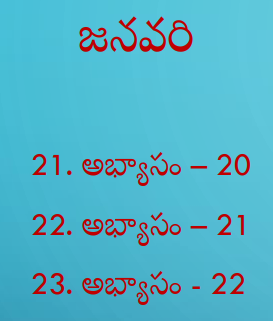 జనవరి
21. అభ్యాసం – 20
22. అభ్యాసం – 21
23. అభ్యాసం - 22